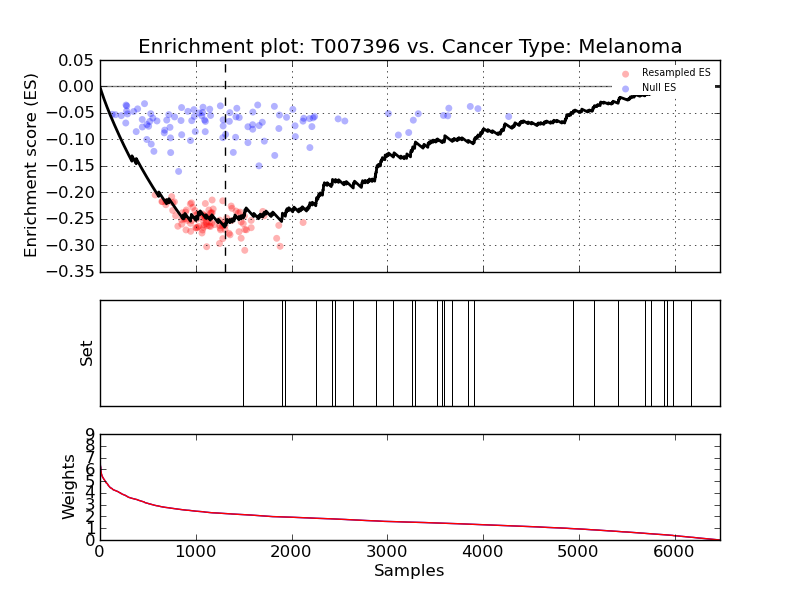 Enrichment plot: T007396 vs. Cancer Type: Melanoma
Enrichment score (ES)
0.05
0.00
−0.05
−0.10
−0.15
−0.20
−0.25
−0.30
−0.35
Resampled ES
Null ES
Set
Weights
9
8
7
6
5
4
3
2
1
0
0 1000 2000 3000 4000 5000 6000
Samples